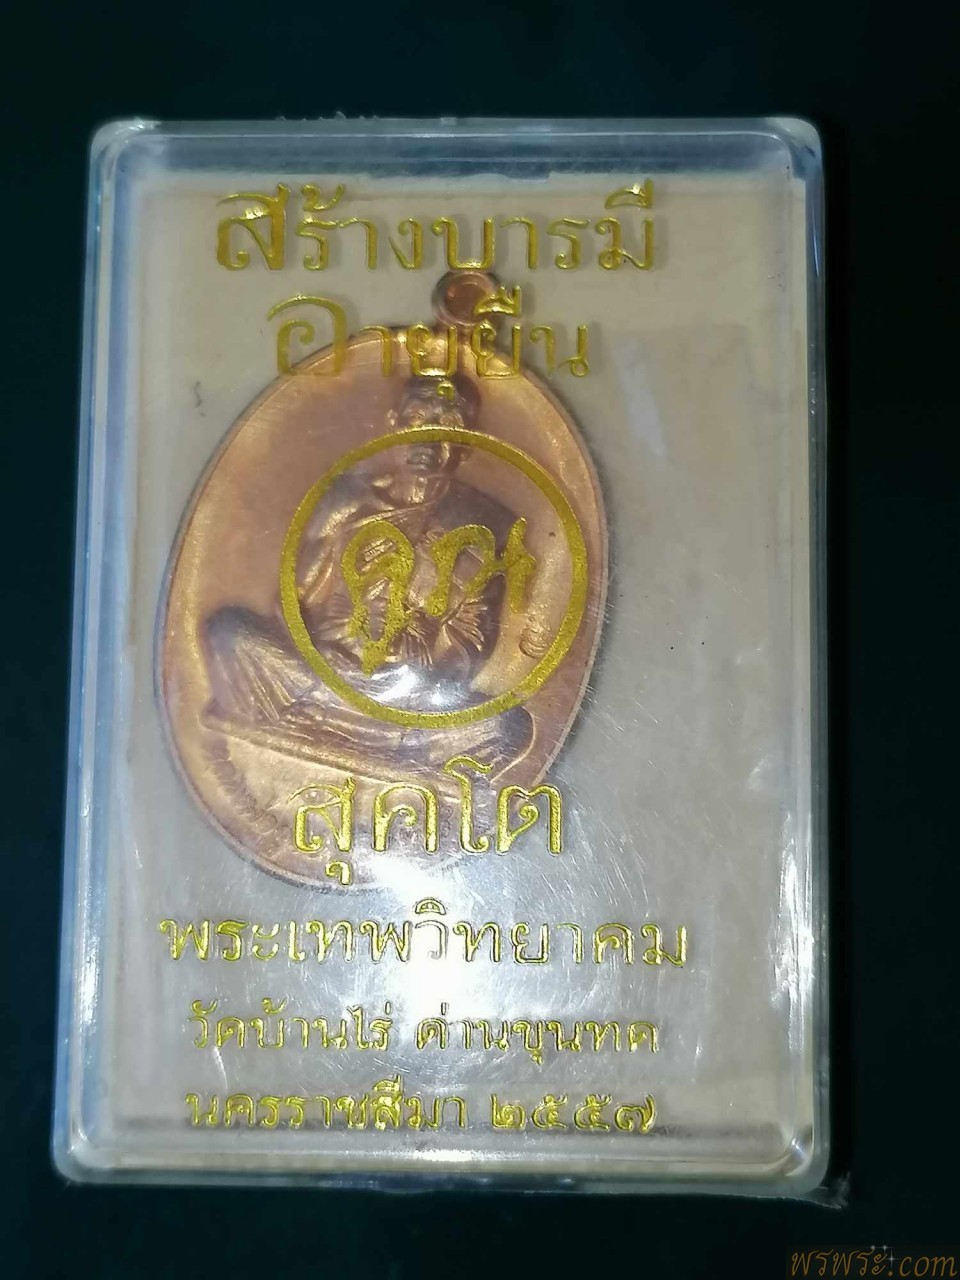 สร้างบารมี
อายุยืน
คูณ
สุคโต
พระเทพวิทยาคม
วัดบ้านไร่ ด่านขุนทด
นครราชสีมา ๒๕๕๗
พรพระ.com